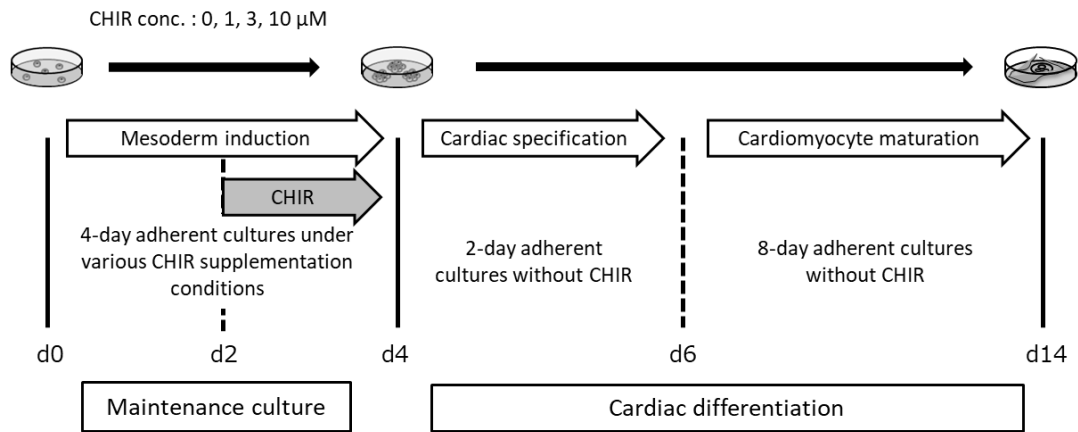 CHIR conc. : 0, 1, 3, 10 μM
Mesoderm induction
Cardiac specification
Cardiomyocyte maturation
CHIR
4-day adherent cultures under
various CHIR supplementation
conditions
2-day adherent
cultures without CHIR
8-day adherent cultures
without CHIR
d0
d2
d4
d6
d14
Maintenance culture
Cardiac differentiation